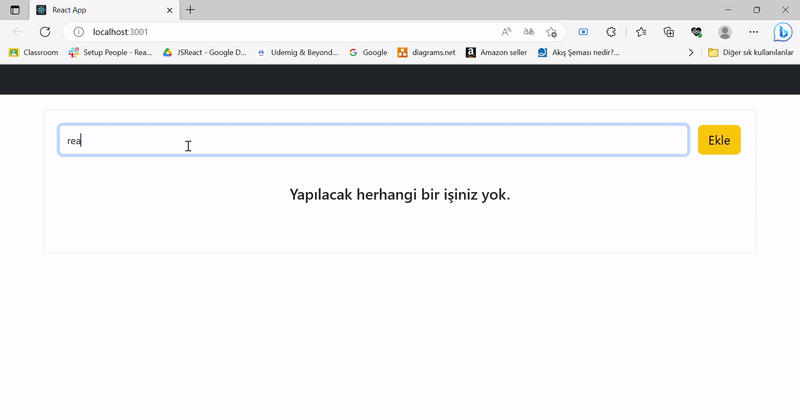 React App
localhost:3001
Classroom
Setup People - Rea...
JSReact - Google D...
Udemig & Beyond...
Google
diagrams.net
Amazon seller
Akış Şeması nedir?...
Diğer sık kullanılanlar
rea
Ekle
Yapılacak herhangi bir işiniz yok.